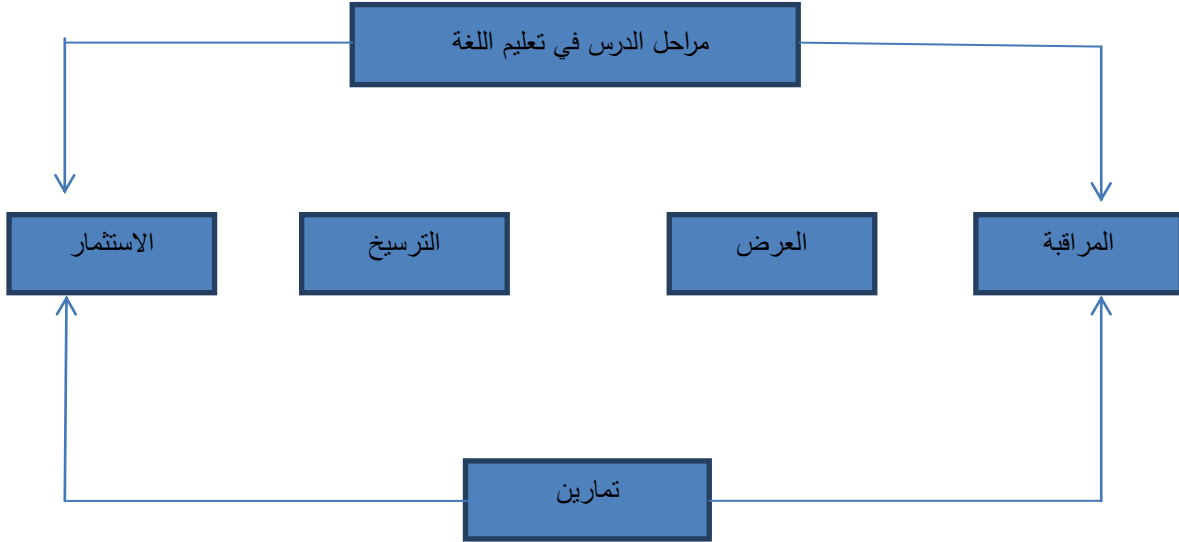 مراحل الدرس في تعليم اللغة
المراقبة
العرض
الترسيخ
الاستثمار
تمارين